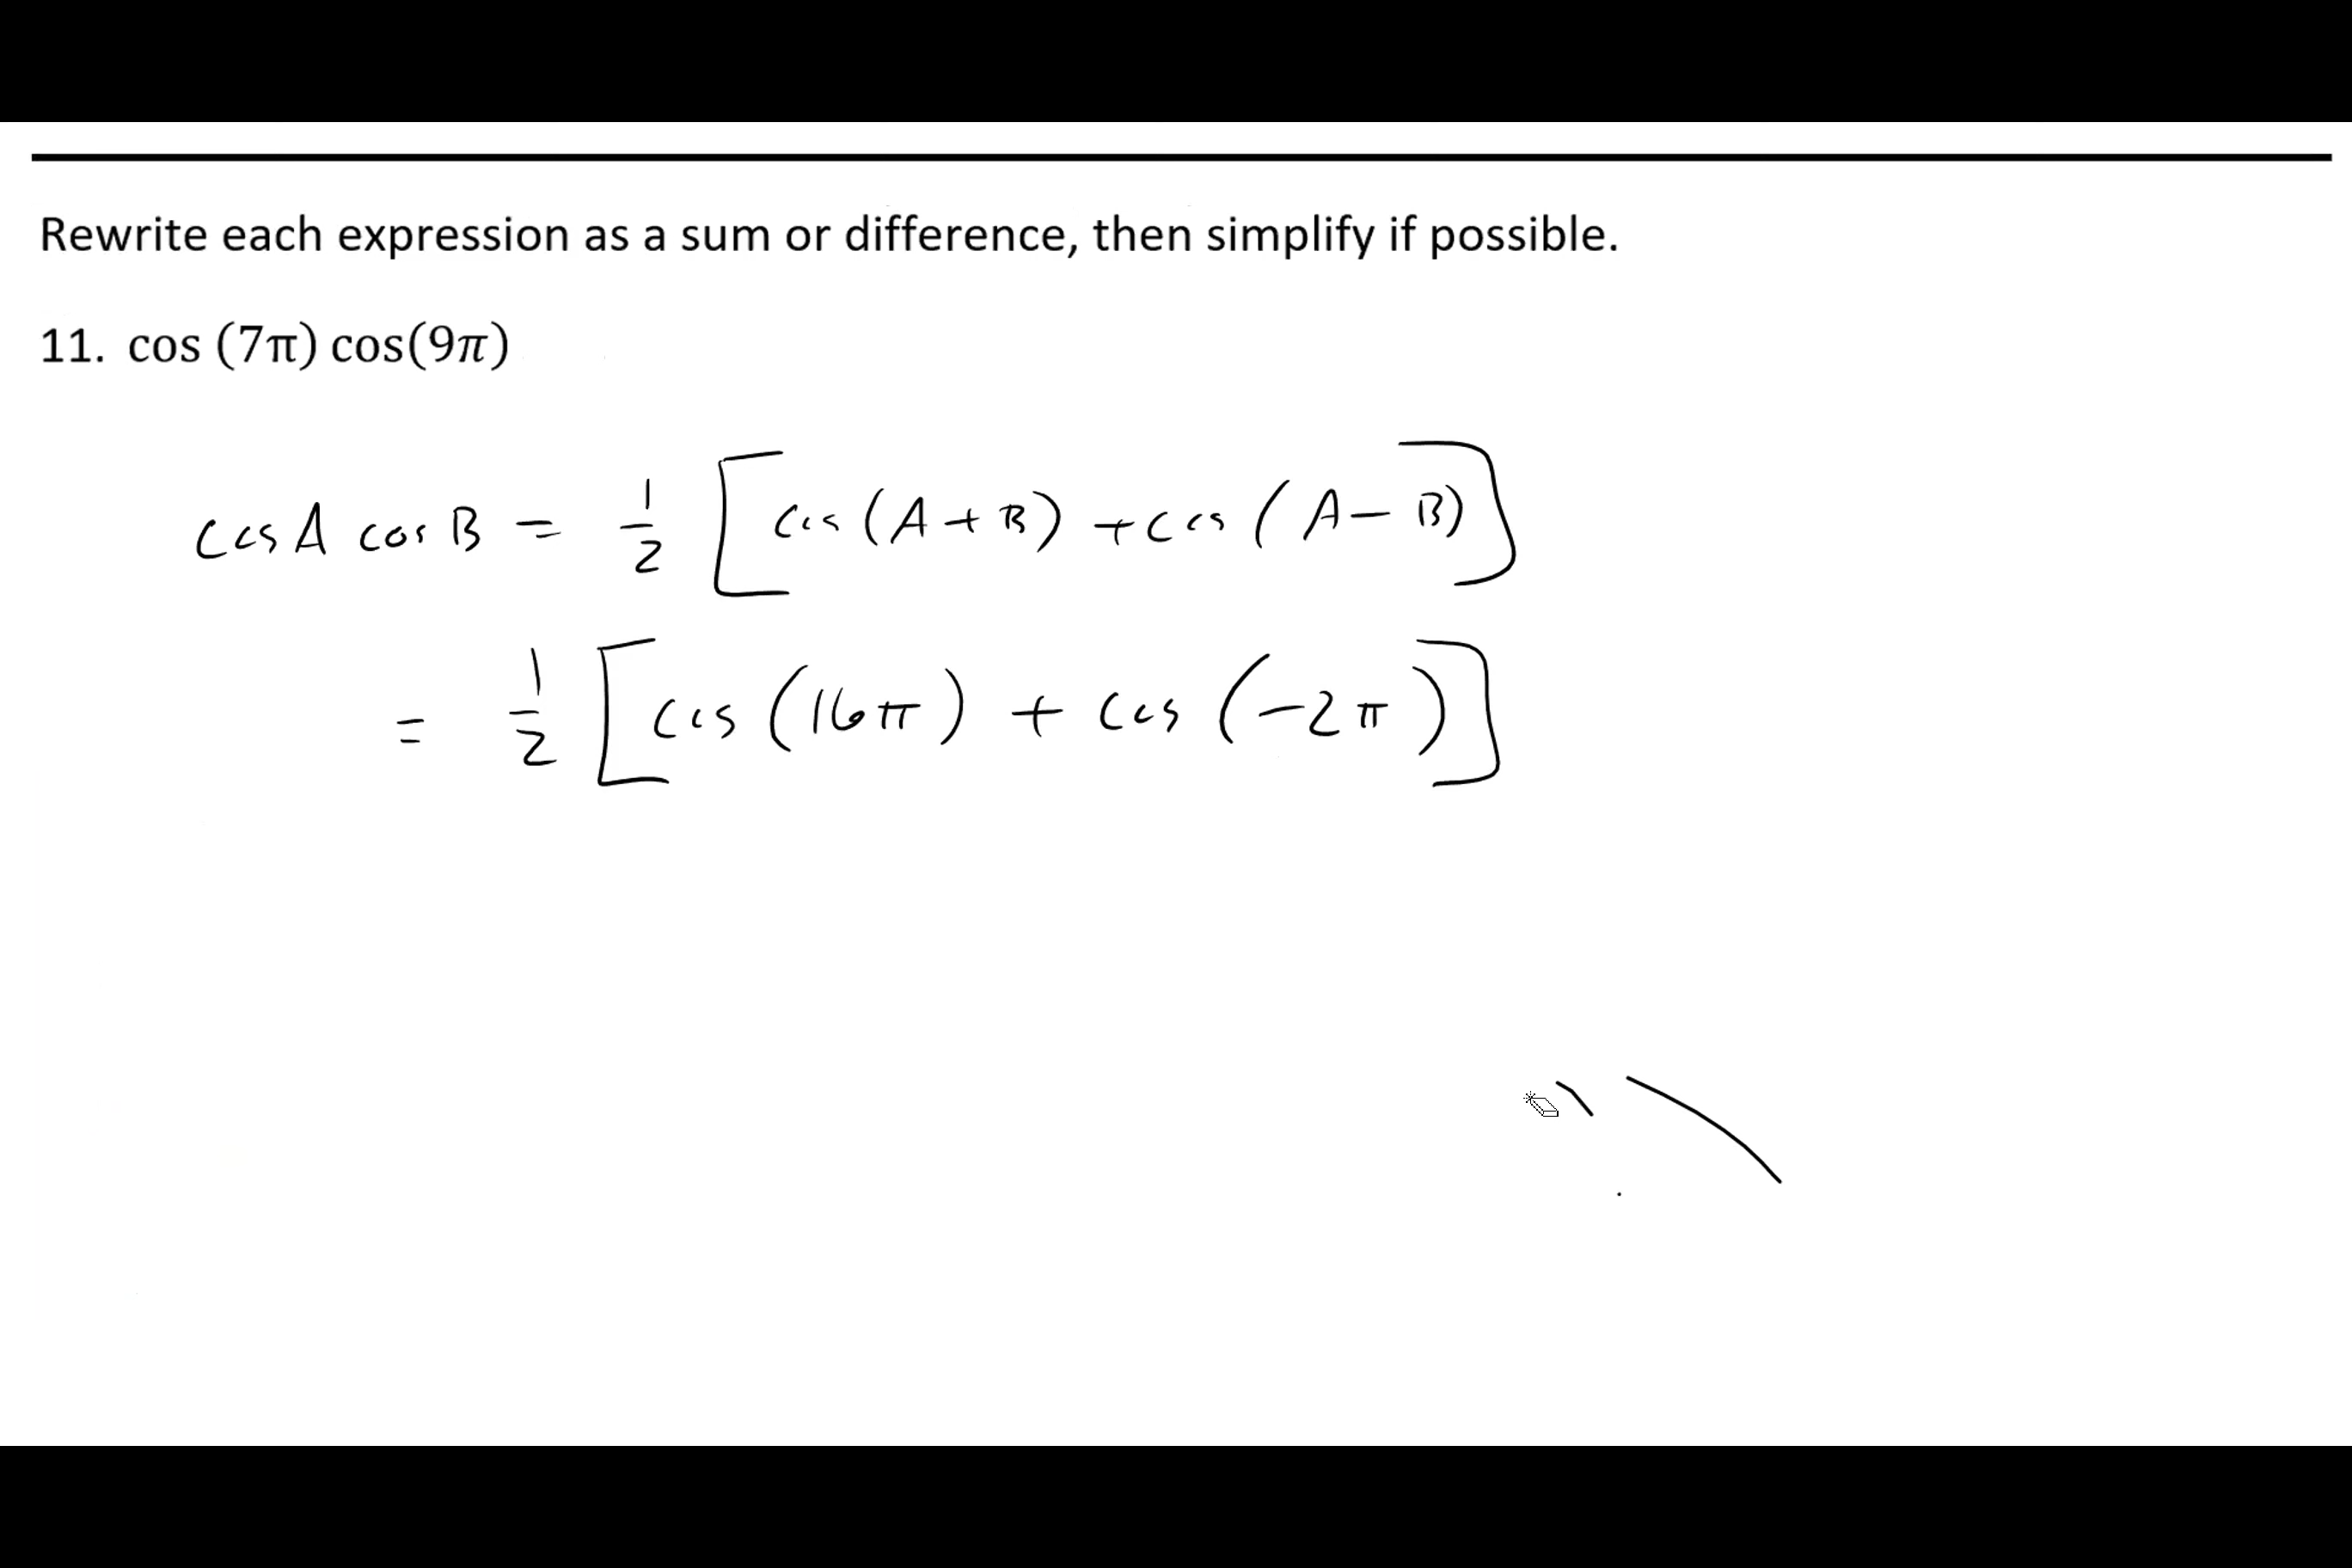 Rewrite each expression as a sum or difference, then simplify if possible.
11. cos (7π) cos(9π)
cos A cos B = 1/2 [cos (A + B) + cos (A − B)]
= 1/2 [cos (16π) + cos (−2π)]